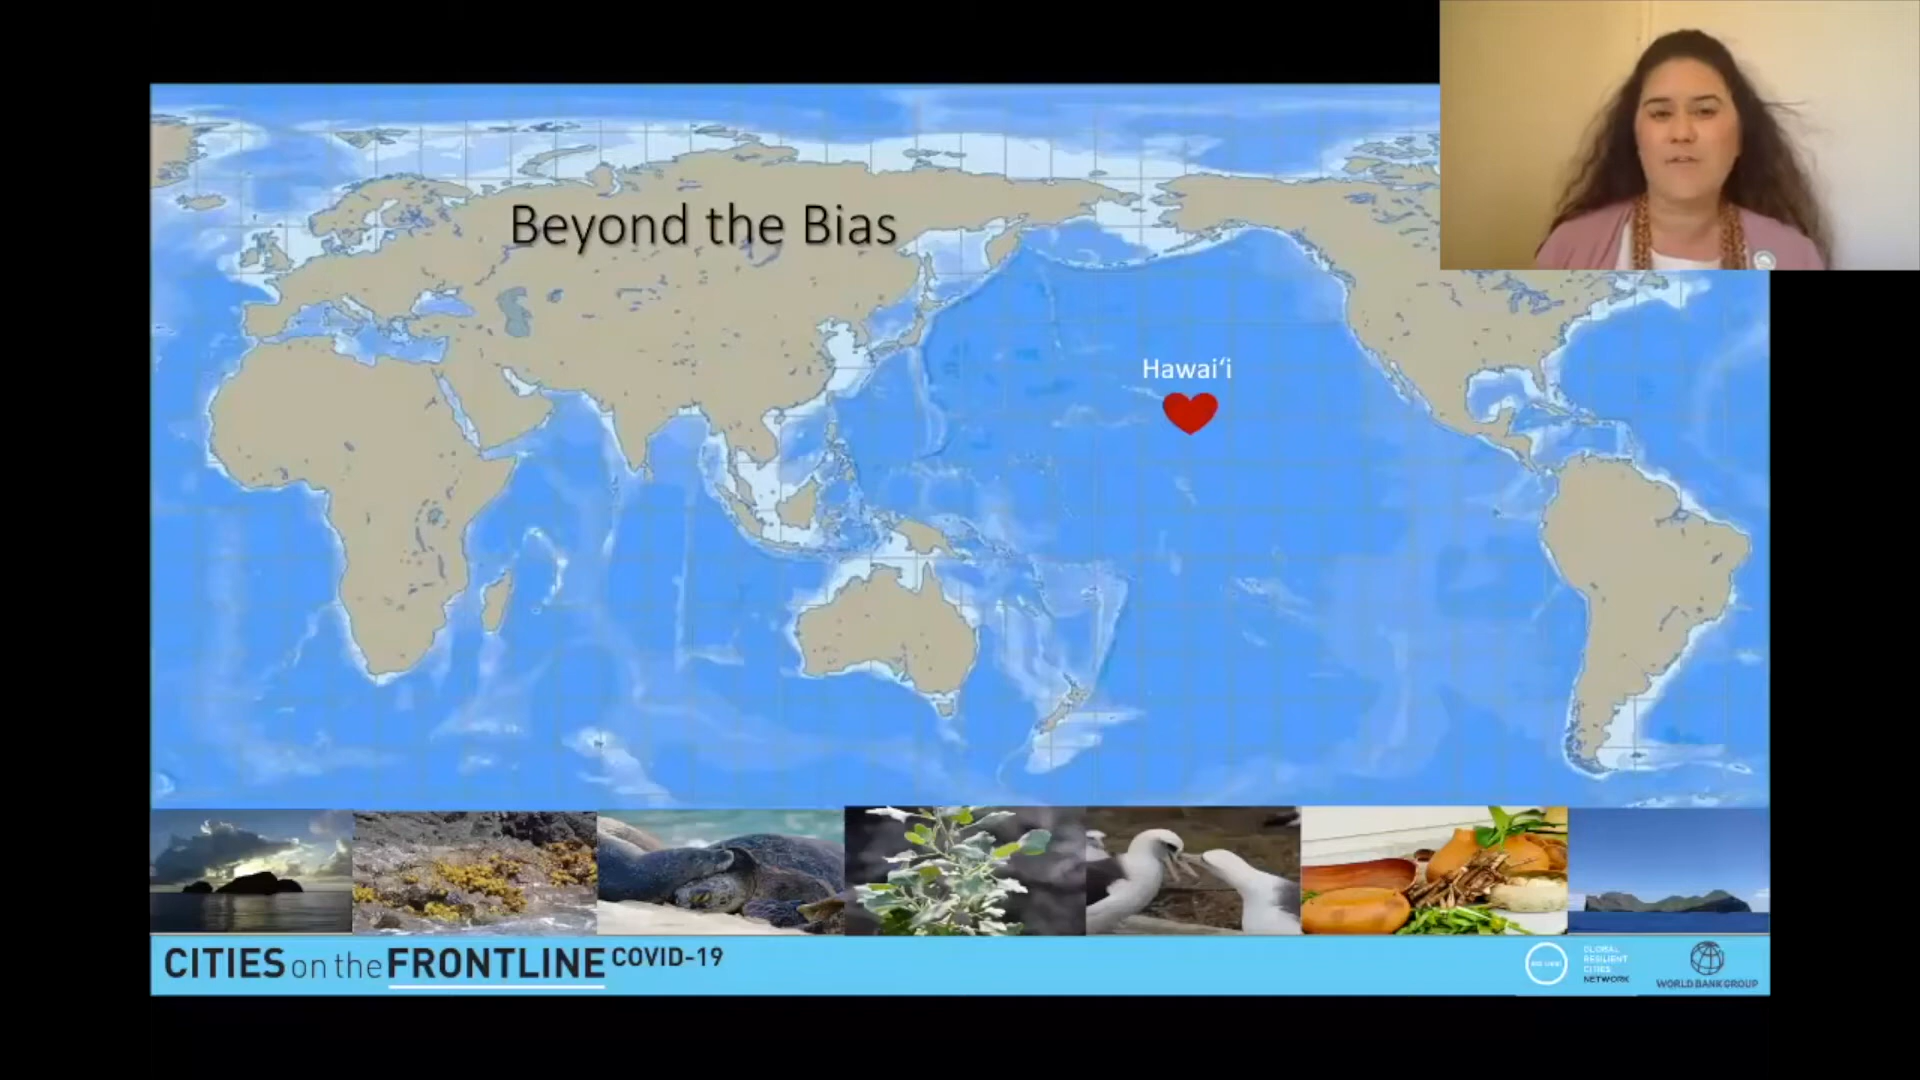 Beyond the Bias
Hawaiʻi
CITIES on the FRONTLINE COVID-19
GLOBAL
RESILIENT
CITIES
NETWORK
WORLD BANK GROUP